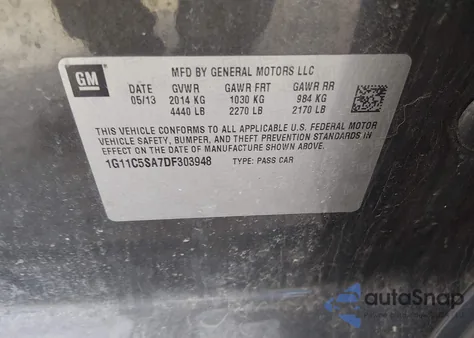 GM
MFD BY GENERAL MOTORS LLC
DATE GVWR GAWR FRT GAWR RR
05/13 2014 KG 1030 KG 984 KG
4440 LB 2270 LB 2170 LB
THIS VEHICLE CONFORMS TO ALL APPLICABLE U.S. FEDERAL MOTOR
VEHICLE SAFETY, BUMPER, AND THEFT PREVENTION STANDARDS IN
EFFECT ON THE DATE OF MANUFACTURE SHOWN ABOVE.
1G11C5SA7DF303948 TYPE: PASS CAR
autoSnap